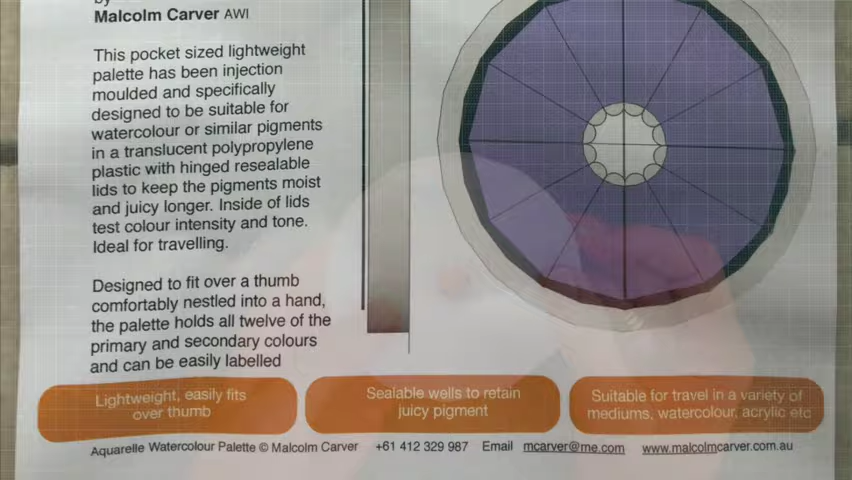 by
Malcolm Carver AWI
This pocket sized lightweight
palette has been injection
moulded and specifically
designed to be suitable for
watercolour or similar pigments
in a translucent polypropylene
plastic with hinged resealable
lids to keep the pigments moist
and juicy longer. Inside of lids
test colour intensity and tone.
Ideal for travelling.
Designed to fit over a thumb
comfortably nestled into a hand,
the palette holds all twelve of the
primary and secondary colours
and can be easily labelled
Lightweight, easily fits
over thumb
Sealable wells to retain
juicy pigment
Suitable for travel in a variety of
mediums, watercolour, acrylic etc
Aquarelle Watercolour Palette © Malcolm Carver +61 412 329 987 Email mcarver@me.com www.malcolmcarver.com.au